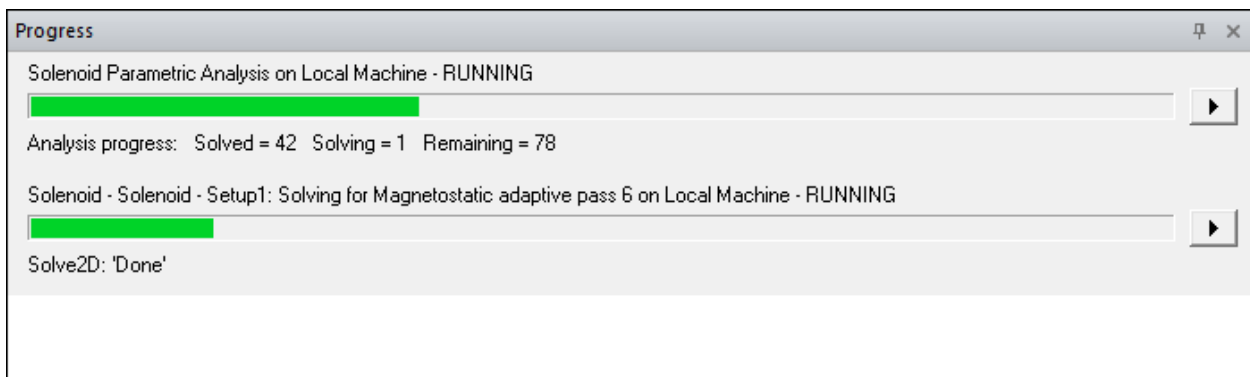 Progress
Solenoid Parametric Analysis on Local Machine - RUNNING
Analysis progress:   Solved = 42   Solving = 1   Remaining = 78
Solenoid - Solenoid - Setup1: Solving for Magnetostatic adaptive pass 6 on Local Machine - RUNNING
Solve2D: 'Done'